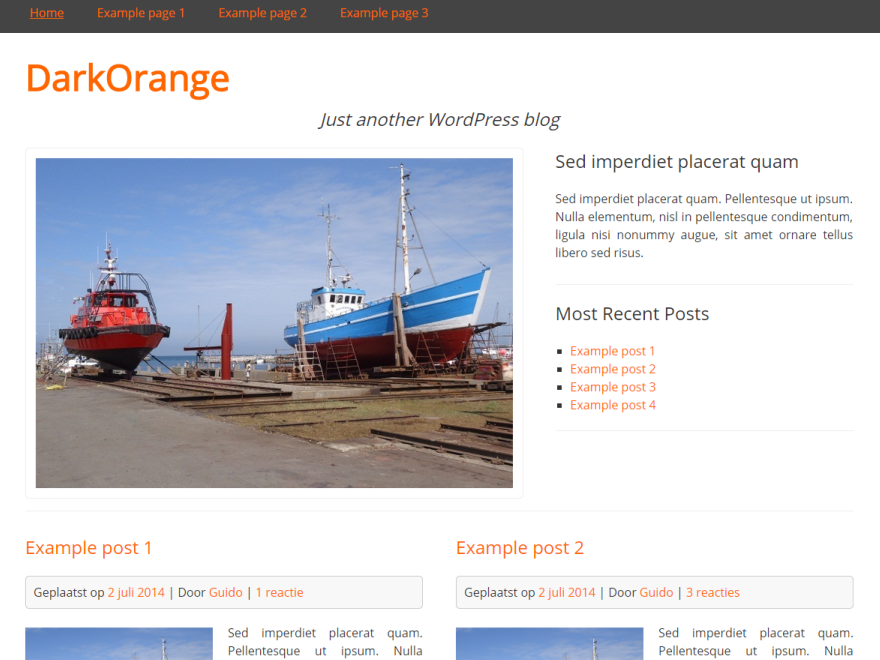 Home Example page 1 Example page 2 Example page 3
DarkOrange
Just another WordPress blog
Sed imperdiet placerat quam
Sed imperdiet placerat quam. Pellentesque ut ipsum.
Nulla elementum, nisl in pellentesque condimentum,
ligula nisi nonummy augue, sit amet ornare tellus
libero sed risus.
Most Recent Posts
Example post 1
Example post 2
Example post 3
Example post 4
Example post 1
Geplaatst op 2 juli 2014 | Door Guido | 1 reactie
Sed imperdiet placerat quam.
Pellentesque ut ipsum. Nulla
Example post 2
Geplaatst op 2 juli 2014 | Door Guido | 3 reacties
Sed imperdiet placerat quam.
Pellentesque ut ipsum. Nulla